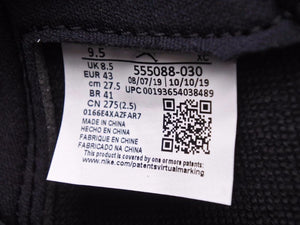 9.5 XC
UK 8.5 555088-030
EUR 43 08/07/19 10/10/19
cm 27.5 UPC 00193654038489
BR 41
CN 275(2.5)
0166E4XAZFAR7
MADE IN CHINA
HECHO EN CHINA
FABRIQUE EN CHINE
FABRICADO NA CHINA
This product is covered by
one or more patents:
www.nike.com/patentsvirtualmarking